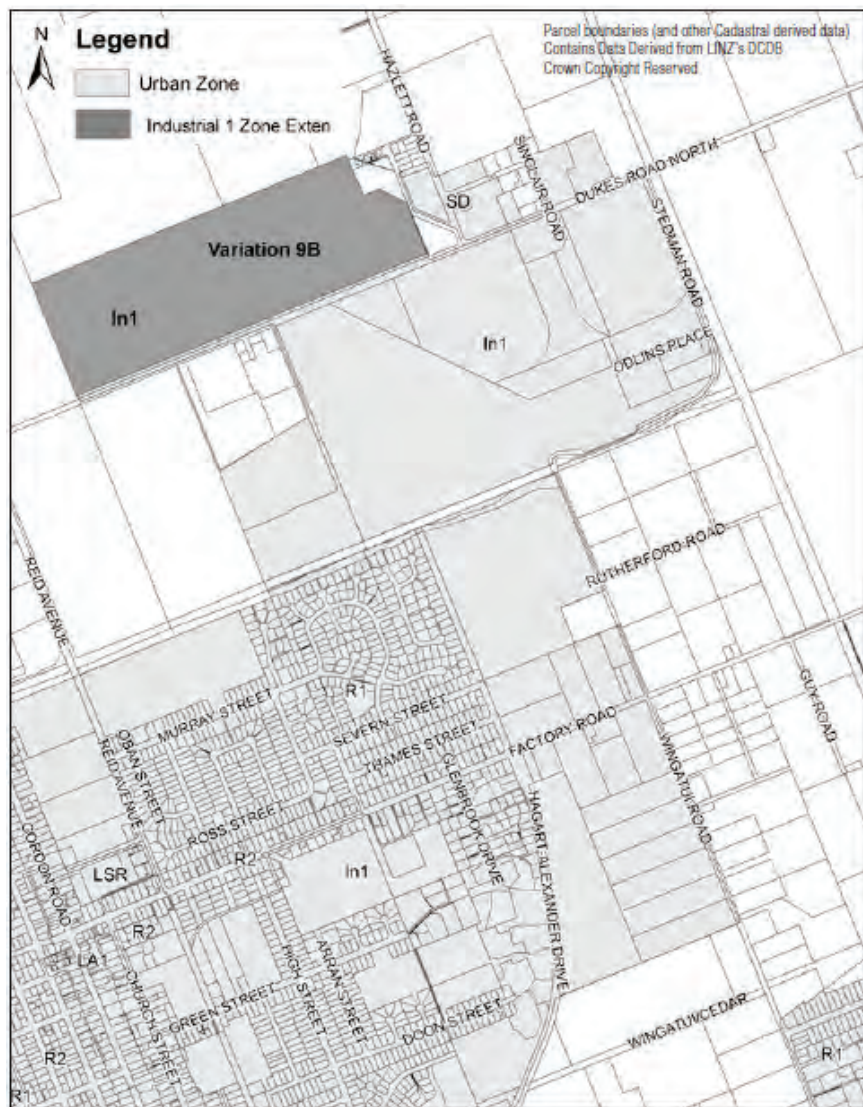 N
Legend
Urban Zone
Industrial 1 Zone Exten
Parcel boundaries (and other Cadastral derived data)
Contains Data Derived from LINZ's DCDB
Crown Copyright Reserved
HAZLETT ROAD
SINCLAIR ROAD
DUKES ROAD NORTH
SD
STEDMAN ROAD
Variation 9B
In1
In1
ODLINS PLACE
RUTHERFORD ROAD
REID AVENUE
R1
MURRAY STREET
SEVERN STREET
THAMES STREET
FACTORY ROAD
GUY ROAD
WINGATUI ROAD
OBAN STREET
REID AVENUE
ROSS STREET
GLENBROOK DRIVE
HAGART-ALEXANDER DRIVE
GORDON ROAD
R2
In1
LSR
R2
LA1
CHURCH STREET
HIGH STREET
ARRAN STREET
GREEN STREET
DOON STREET
WINGATUI/CEDAR
R2
R1
R1